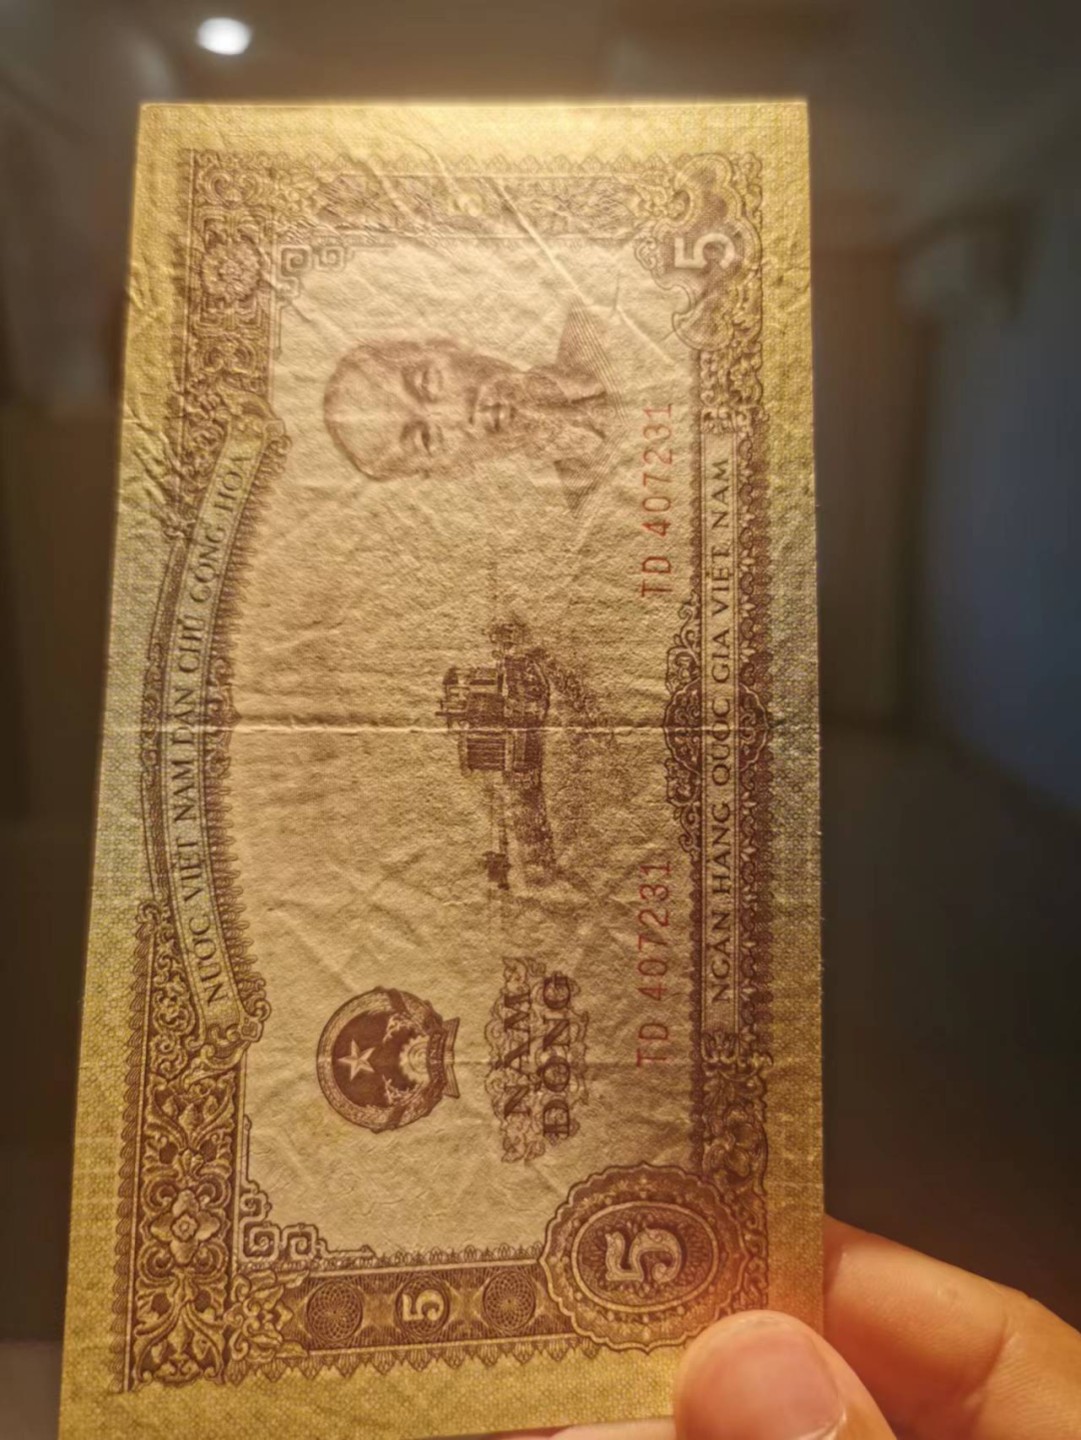 NƯỚC VIỆT NAM DÂN CHỦ CỘNG HÒA
5
5
NĂM
ĐỒNG
TD 407231
TD 407231
5
5
NGÂN HÀNG QUỐC GIA VIỆT NAM